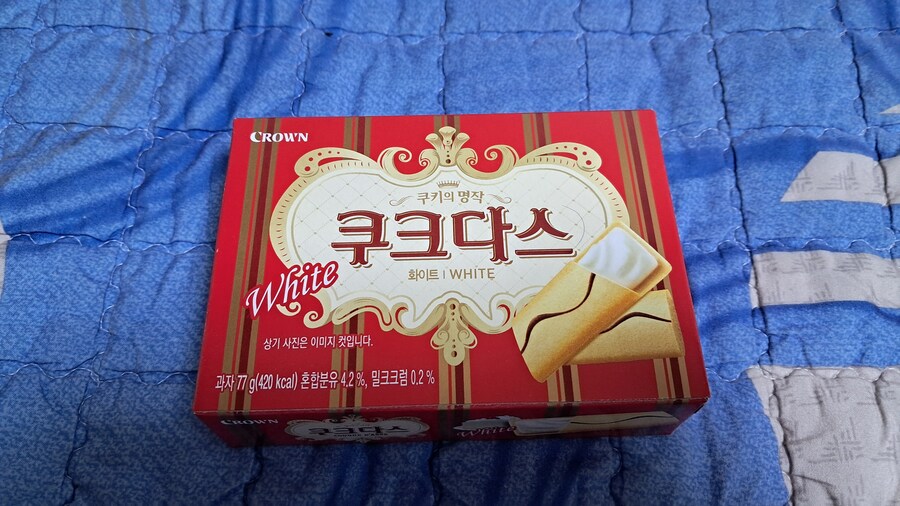 CROWN
쿠키의 명작
쿠크다스
화이트 | WHITE
White
상기 사진은 이미지 컷입니다.
과자 77 g(420 kcal) 혼합분유 4.2 %, 밀크크림 0.2 %
CROWN
쿠크다스
White